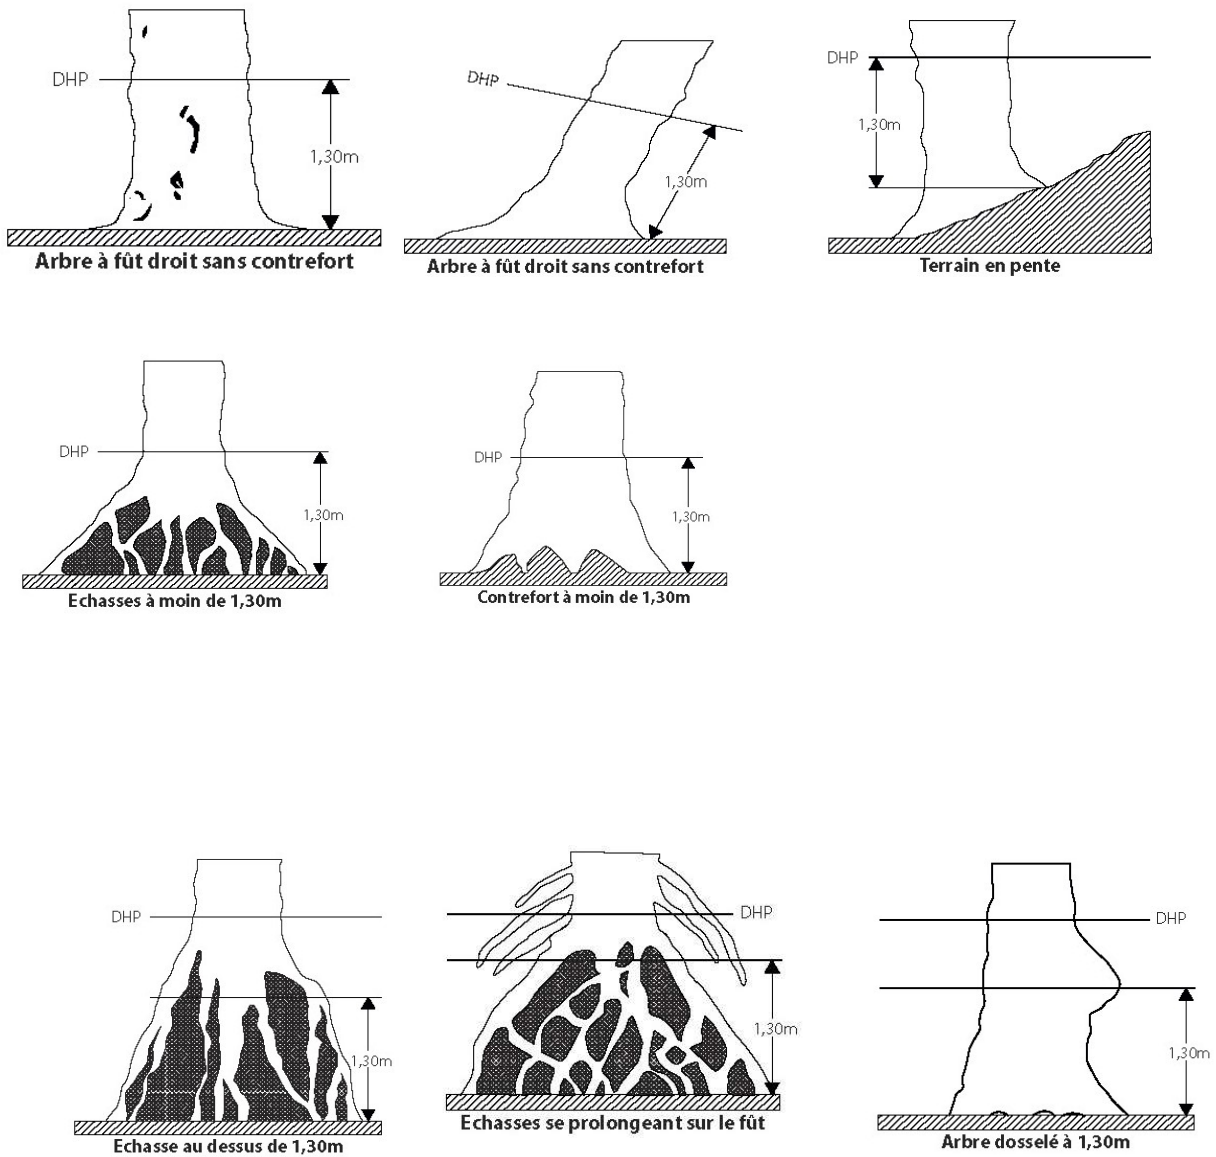 DHP
1,30m
Arbre à fût droit sans contrefort
DHP
1,30m
Arbre à fût droit sans contrefort
DHP
1,30m
Terrain en pente
DHP
1,30m
Echasses à moin de 1,30m
DHP
1,30m
Contrefort à moin de 1,30m
DHP
1,30m
Echasse au dessus de 1,30m
DHP
1,30m
Echasses se prolongeant sur le fût
DHP
1,30m
Arbre dosselé à 1,30m